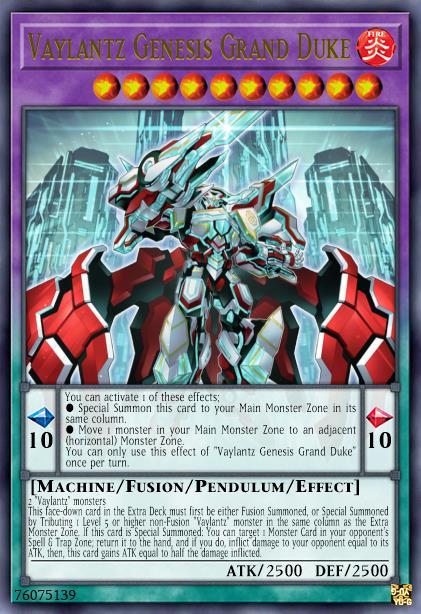 VAYLANTZ GENESIS GRAND DUKE
FIRE
炎
You can activate 1 of these effects;
● Special Summon this card to your Main Monster Zone in its
same column.
● Move 1 monster in your Main Monster Zone to an adjacent
(horizontal) Monster Zone.
You can only use this effect of "Vaylantz Genesis Grand Duke"
once per turn.
10
10
[MACHINE/FUSION/PENDULUM/EFFECT]
2 "Vaylantz" monsters
This face-down card in the Extra Deck must first be either Fusion Summoned, or Special Summoned
by Tributing 1 Level 5 or higher non-Fusion "Vaylantz" monster in the same column as the Extra
Monster Zone. If this card is Special Summoned: You can target 1 Monster Card in your opponent's
Spell & Trap Zone; return it to the hand, and if you do, inflict damage to your opponent equal to its
ATK, then, this card gains ATK equal to half the damage inflicted.
ATK/2500 DEF/2500
76075139